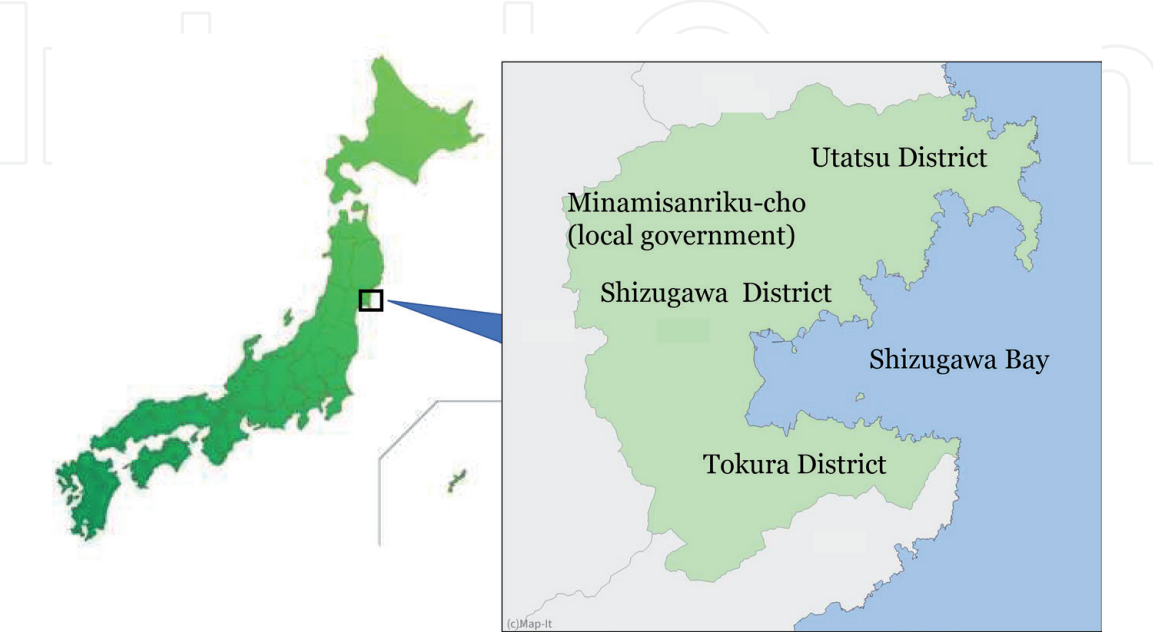 Utatsu District
Minamisanriku-cho
(local government)
Shizugawa District
Shizugawa Bay
Tokura District
(c)Map-It